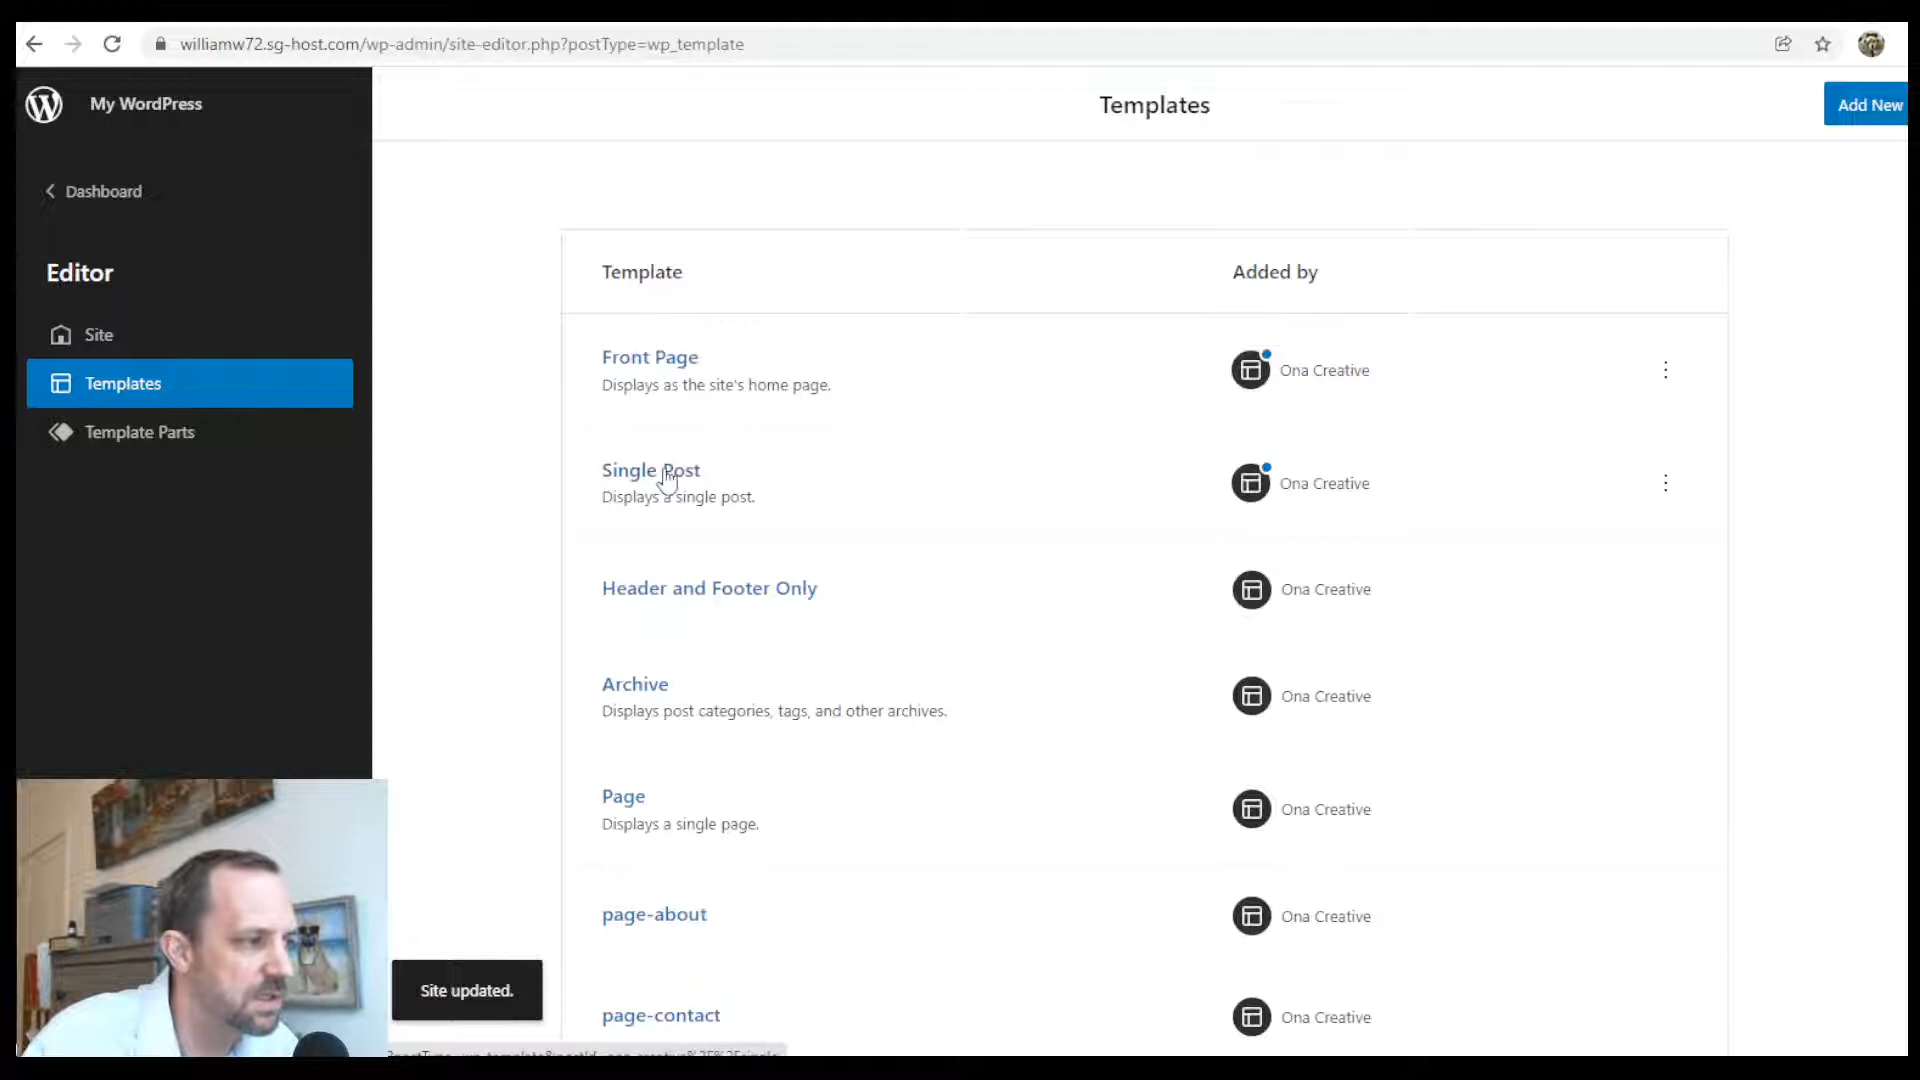 williamw72.sg-host.com/wp-admin/site-editor.php?postType=wp_template
My WordPress
Templates
Add New
Dashboard
Editor
Site
Templates
Template Parts
Template
Added by
Front Page
Displays as the site's home page.
Ona Creative
Single Post
Displays a single post.
Ona Creative
Header and Footer Only
Ona Creative
Archive
Displays post categories, tags, and other archives.
Ona Creative
Page
Displays a single page.
Ona Creative
page-about
Ona Creative
Site updated.
page-contact
Ona Creative